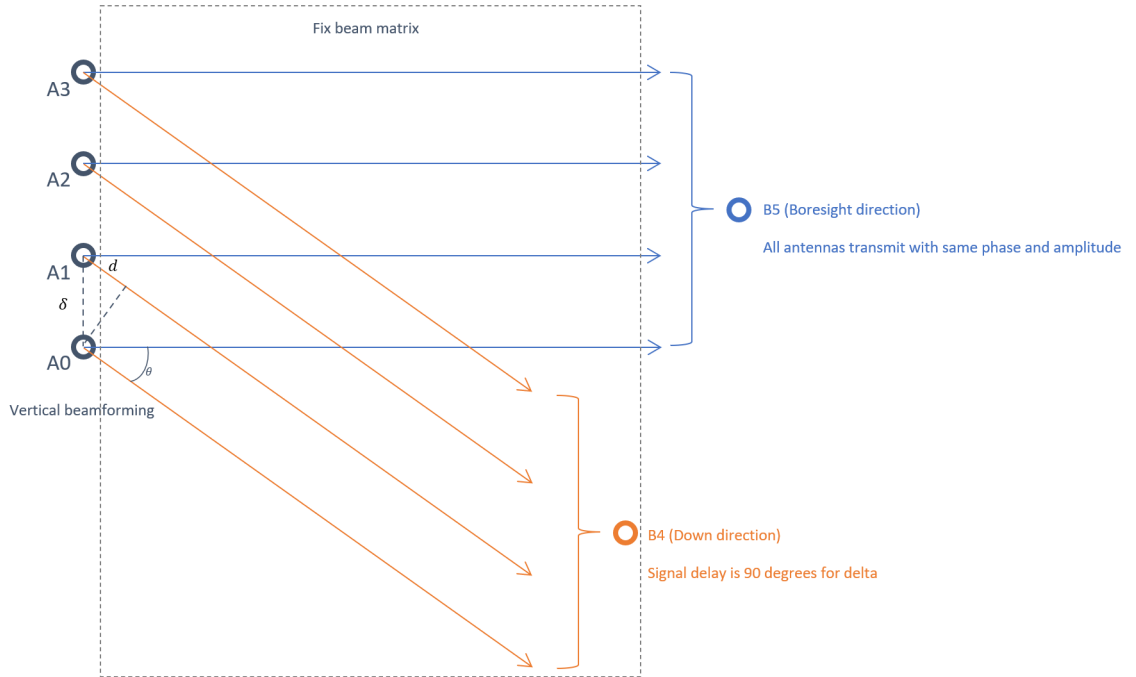 Fix beam matrix
A3
A2
B5 (Boresight direction)
All antennas transmit with same phase and amplitude
d
A1
δ
A0
θ
Vertical beamforming
B4 (Down direction)
Signal delay is 90 degrees for delta